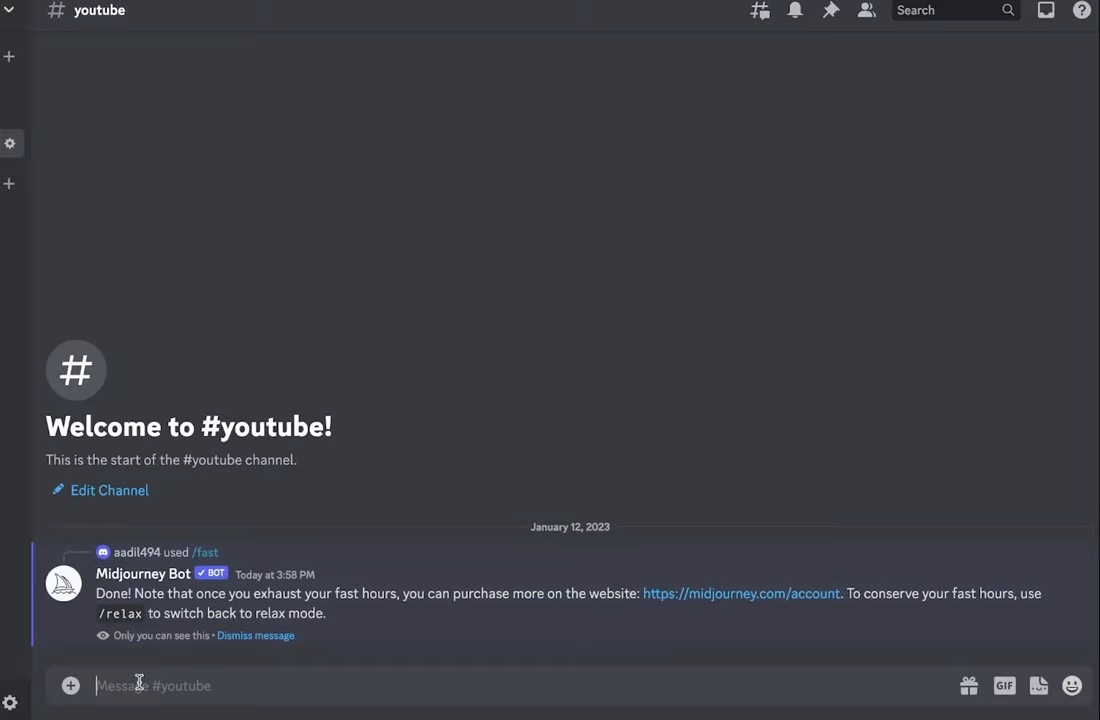 # youtube
Search
Welcome to #youtube!
This is the start of the #youtube channel.
Edit Channel
January 12, 2023
aadil494 used /fast
Midjourney Bot ✓ BOT Today at 3:58 PM
Done! Note that once you exhaust your fast hours, you can purchase more on the website: https://midjourney.com/account. To conserve your fast hours, use
/relax to switch back to relax mode.
Only you can see this • Dismiss message
Message #youtube
GIF